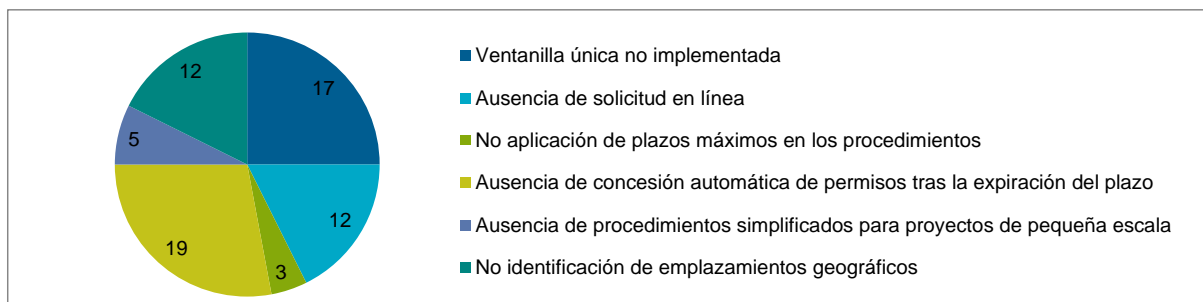 12
17
5
19
3
12
Ventanilla única no implementada
Ausencia de solicitud en línea
No aplicación de plazos máximos en los procedimientos
Ausencia de concesión automática de permisos tras la expiración del plazo
Ausencia de procedimientos simplificados para proyectos de pequeña escala
No identificación de emplazamientos geográficos